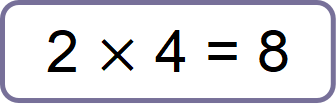 2 × 4 = 8